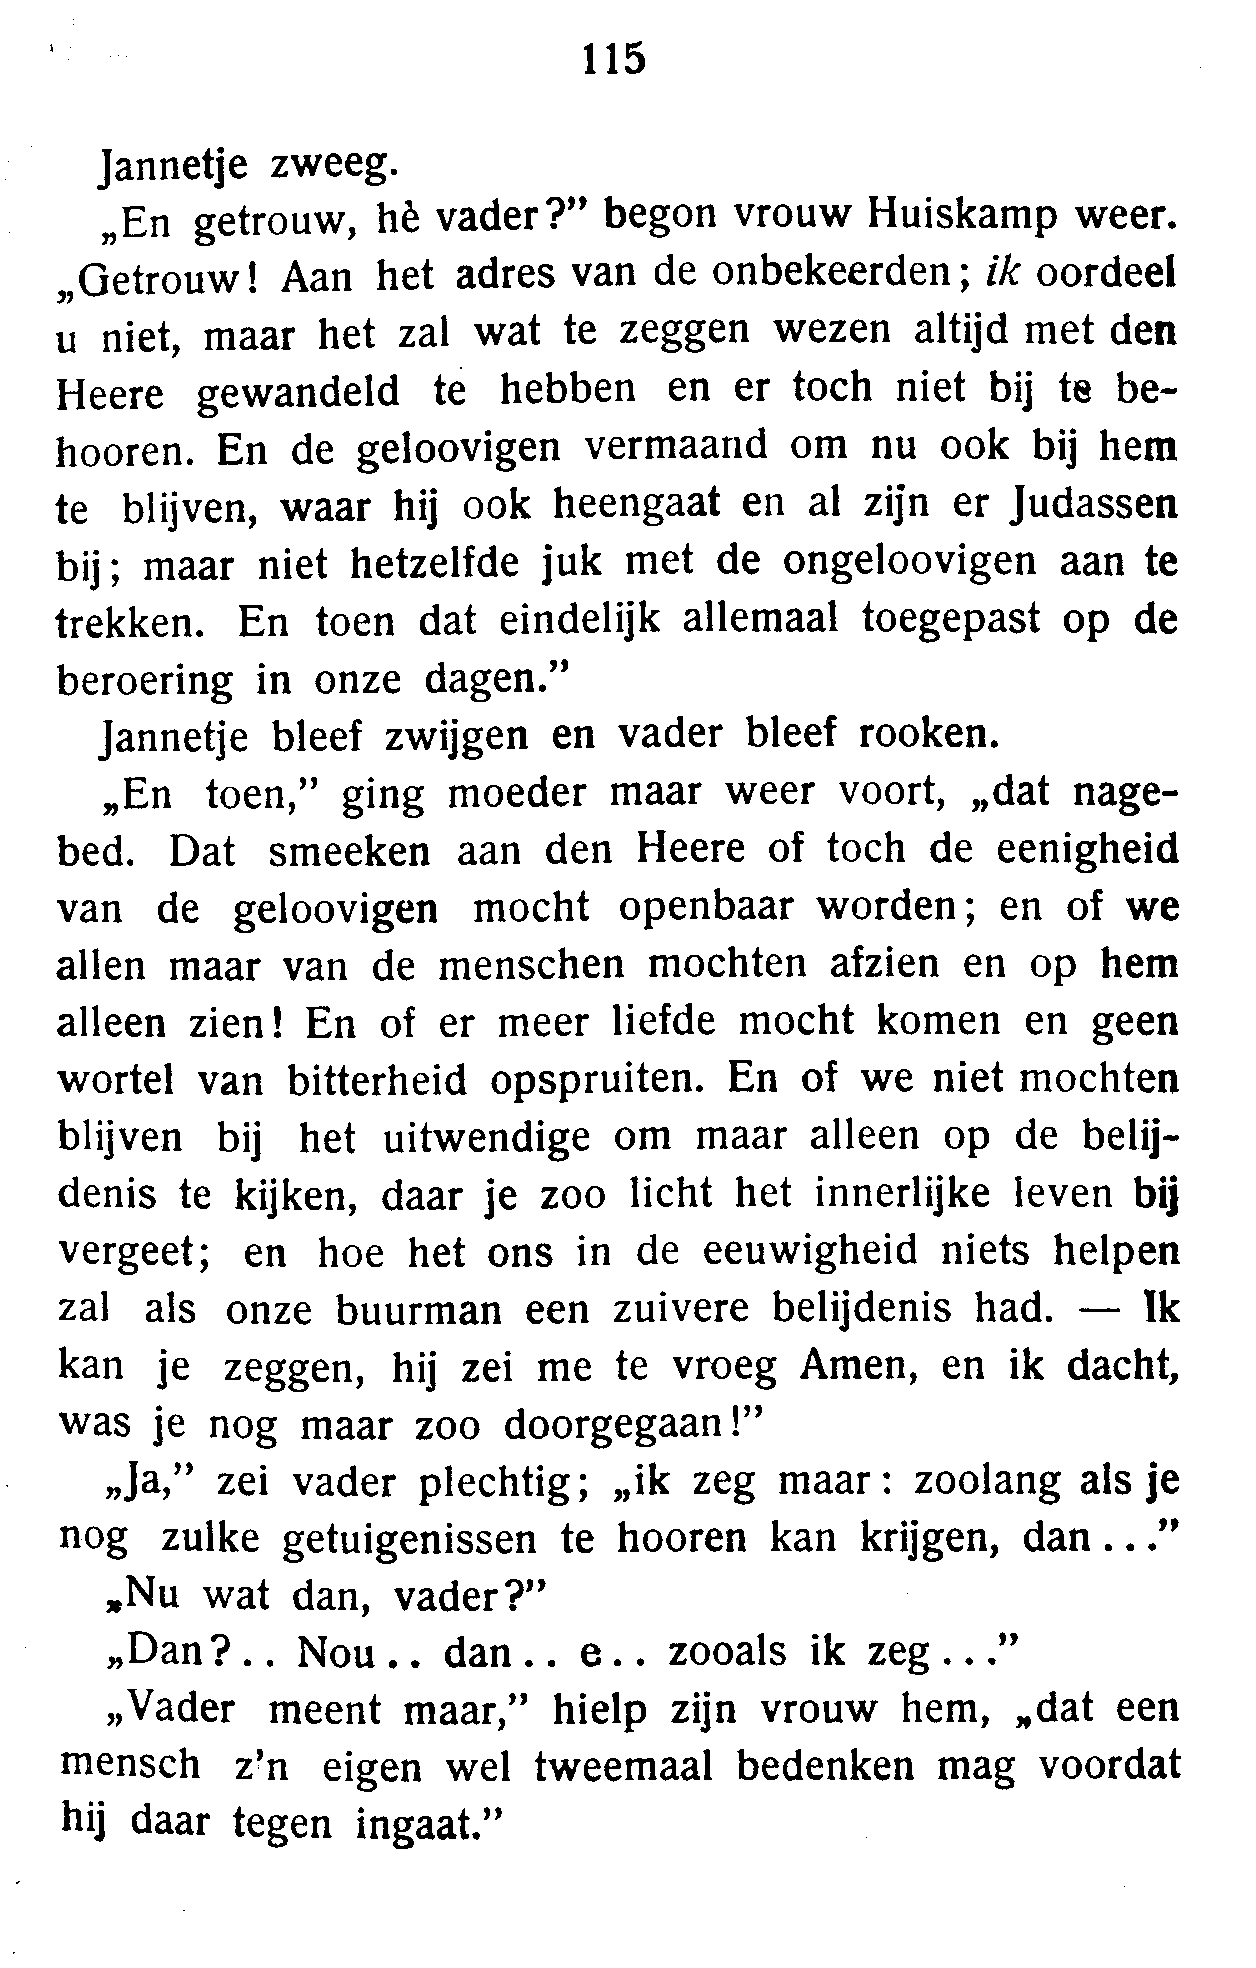 115
Jannetje zweeg.
„En getrouw, hè vader?” begon vrouw Huiskamp weer.
„Getrouw! Aan het adres van de onbekeerden; ik oordeel
u niet, maar het zal wat te zeggen wezen altijd met den
Heere gewandeld te hebben en er toch niet bij te be-
hooren. En de geloovigen vermaand om nu ook bij hem
te blijven, waar hij ook heengaat en al zijn er Judassen
bij; maar niet hetzelfde juk met de ongeloovigen aan te
trekken. En toen dat eindelijk allemaal toegepast op de
beroering in onze dagen.”
Jannetje bleef zwijgen en vader bleef rooken.
„En toen,” ging moeder maar weer voort, „dat nage-
bed. Dat smeeken aan den Heere of toch de eenigheid
van de geloovigen mocht openbaar worden; en of we
allen maar van de menschen mochten afzien en op hem
alleen zien! En of er meer liefde mocht komen en geen
wortel van bitterheid opspruiten. En of we niet mochten
blijven bij het uitwendige om maar alleen op de belij-
denis te kijken, daar je zoo licht het innerlijke leven bij
vergeet; en hoe het ons in de eeuwigheid niets helpen
zal als onze buurman een zuivere belijdenis had. — Ik
kan je zeggen, hij zei me te vroeg Amen, en ik dacht,
was je nog maar zoo doorgegaan!”
„Ja,” zei vader plechtig; „ik zeg maar: zoolang als je
nog zulke getuigenissen te hooren kan krijgen, dan ...”
„Nu wat dan, vader?”
„Dan?.. Nou.. dan.. e.. zooals ik zeg...”
„Vader meent maar,” hielp zijn vrouw hem, „dat een
mensch z'n eigen wel tweemaal bedenken mag voordat
hij daar tegen ingaat.”